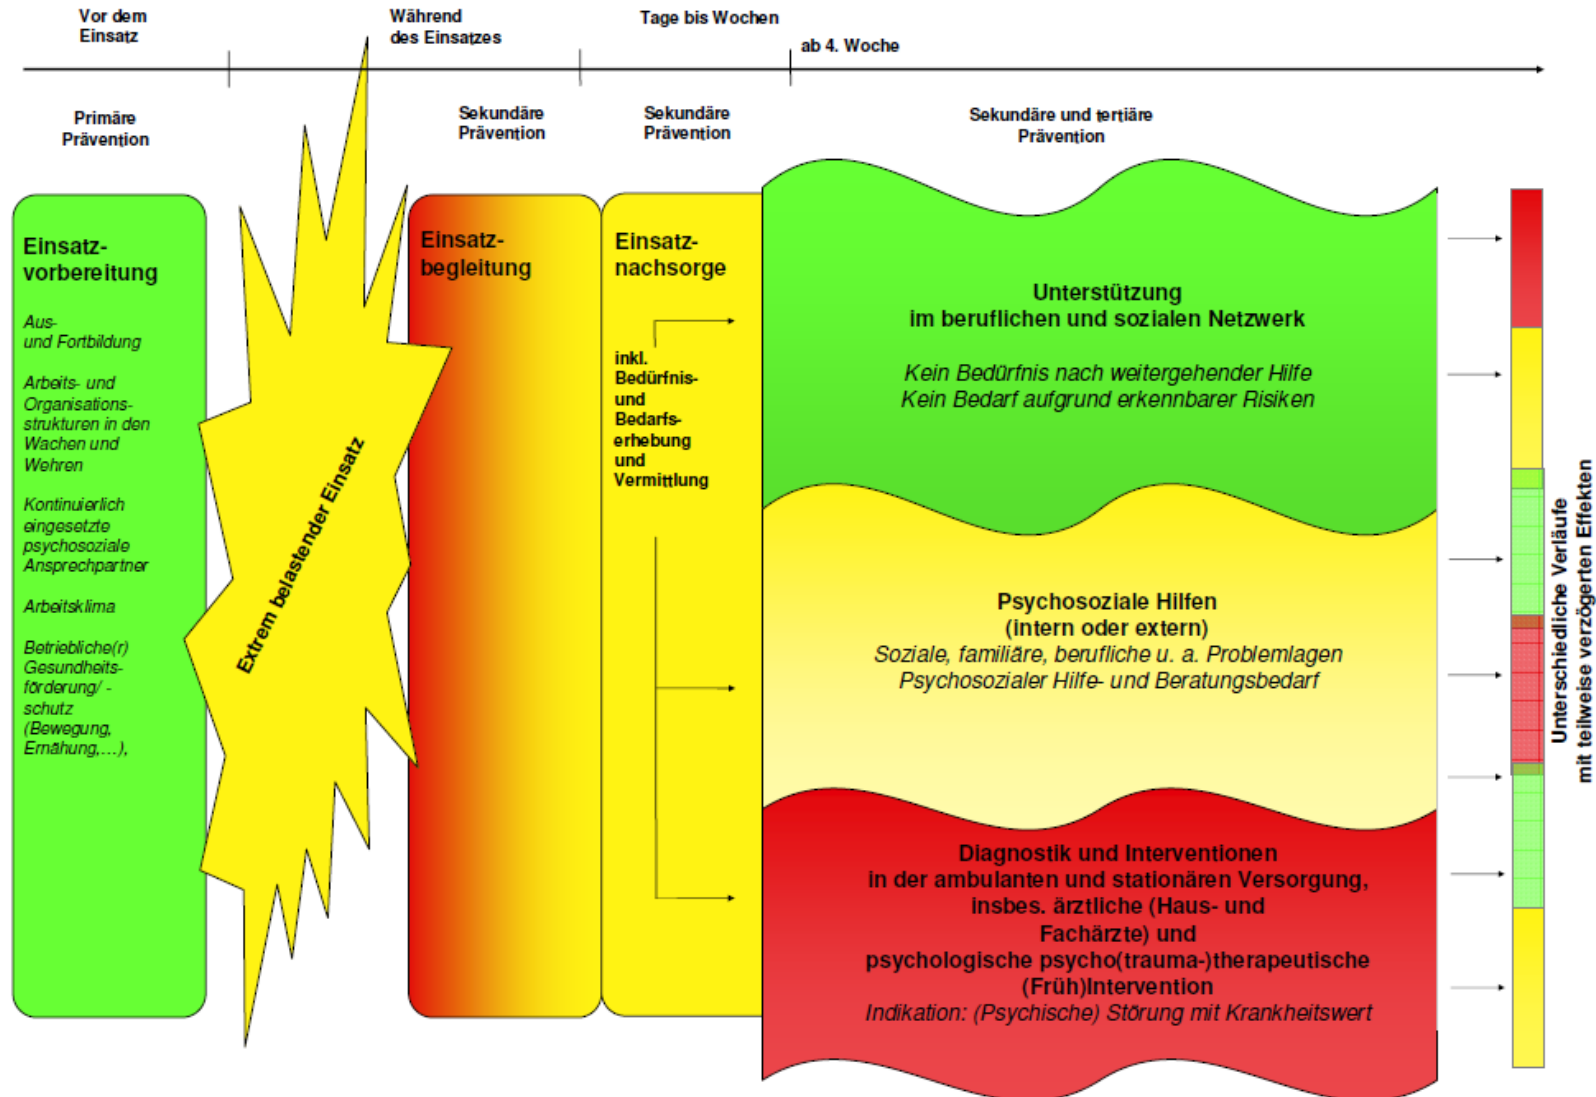 Vor dem
Einsatz
Während
des Einsatzes
Tage bis Wochen
ab 4. Woche
Primäre
Prävention
Sekundäre
Prävention
Sekundäre
Prävention
Sekundäre und tertiäre
Prävention
Einsatz-
vorbereitung
Aus-
und Fortbildung
Arbeits- und
Organisations-
strukturen in den
Wachen und
Wehren
Kontinuierlich
eingesetzte
psychosoziale
Ansprechpartner
Arbeitsklima
Betriebliche(r)
Gesundheits-
förderung/ -
schutz
(Bewegung,
Ernährung,...),
Extrem belastender Einsatz
Einsatz-
begleitung
Einsatz-
nachsorge
inkl.
Bedürfnis-
und
Bedarfs-
erhebung
und
Vermittlung
Unterstützung
im beruflichen und sozialen Netzwerk
Kein Bedürfnis nach weitergehender Hilfe
Kein Bedarf aufgrund erkennbarer Risiken
Psychosoziale Hilfen
(intern oder extern)
Soziale, familiäre, berufliche u. a. Problemlagen
Psychosozialer Hilfe- und Beratungsbedarf
Diagnostik und Interventionen
in der ambulanten und stationären Versorgung,
insbes. ärztliche (Haus- und
Fachärzte) und
psychologische psycho(trauma-)therapeutische
(Früh)Intervention
Indikation: (Psychische) Störung mit Krankheitswert
Unterschiedliche Verläufe
mit teilweise verzögerten Effekten